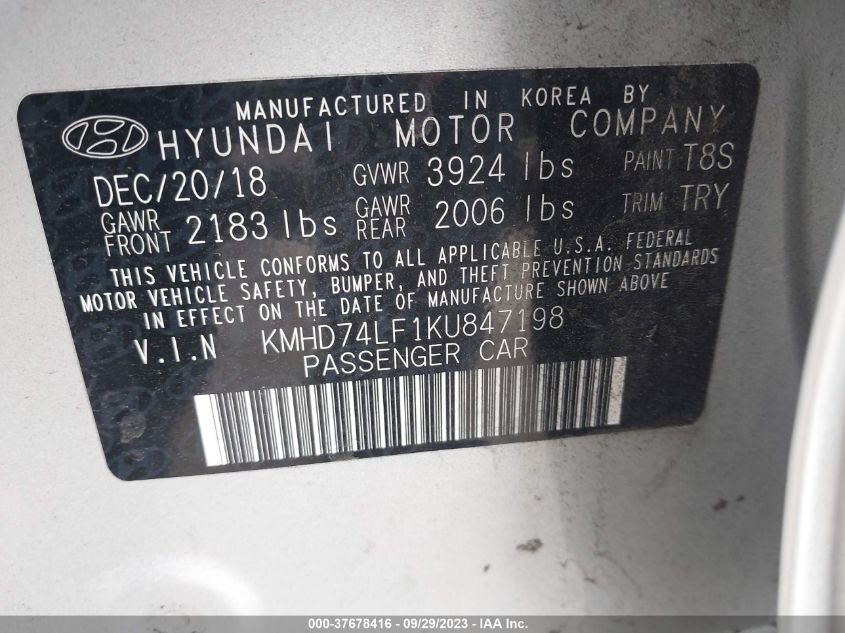 MANUFACTURED IN KOREA BY
HYUNDAI MOTOR COMPANY
DEC/20/18 GVWR 3924 lbs PAINT T8S
GAWR FRONT 2183 lbs GAWR REAR 2006 lbs TRIM TRY
THIS VEHICLE CONFORMS TO ALL APPLICABLE U.S.A. FEDERAL
MOTOR VEHICLE SAFETY, BUMPER, AND THEFT PREVENTION STANDARDS
IN EFFECT ON THE DATE OF MANUFACTURE SHOWN ABOVE
V.I.N KMHD74LF1KU847198
PASSENGER CAR
000-37678416 - 09/29/2023 - IAAI.com